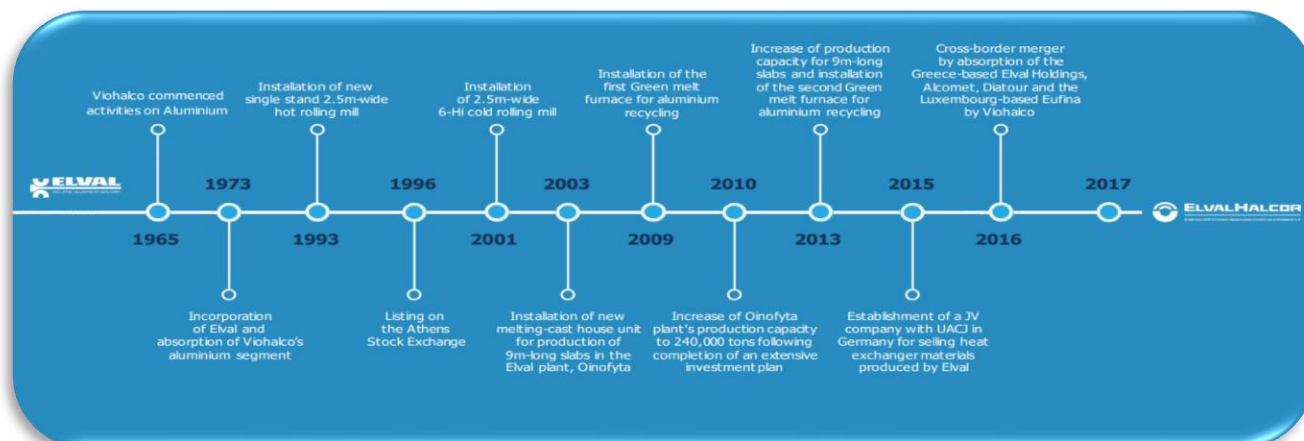 Viohalco commenced
activities on Aluminium
Installation of new
single stand 2.5m-wide
hot rolling mill
Installation
of 2.5m-wide
6-Hi cold rolling mill
Installation of the
first Green melt
furnace for aluminium
recycling
Increase of production
capacity for 9m-long
slabs and installation
of the second Green
melt furnace for
aluminium recycling
Cross-border merger
by absorption of the
Greece-based Elval Holdings,
Alcomet, Diatour and the
Luxembourg-based Eufina
by Viohalco
ELVAL
1973
1996
2003
2010
2015
2017
ELVALHALCOR
1965
1993
2001
2009
2013
2016
Incorporation
of Elval and
absorption of Viohalco's
aluminium segment
Listing on
the Athens
Stock Exchange
Installation of new
melting-cast house unit
for production of
9m-long slabs in the
Elval plant, Oinofyta
Increase of Oinofyta
plant's production capacity
to 240,000 tons following
completion of an extensive
investment plan
Establishment of a JV
company with UACJ in
Germany for selling heat
exchanger materials
produced by Elval